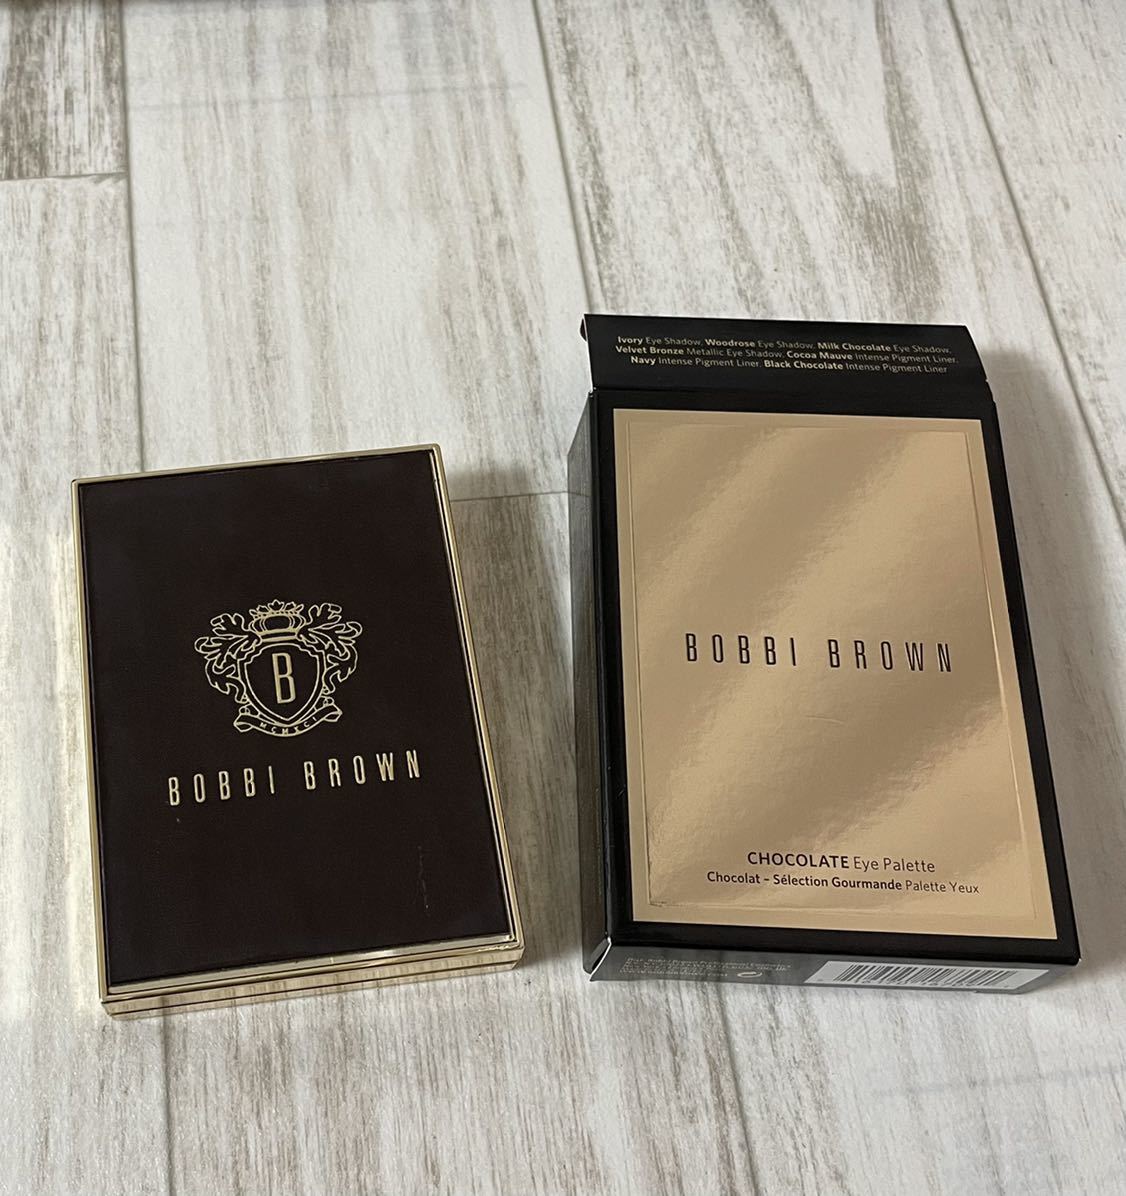 B
MCMXCI
BOBBI BROWN
Ivory Eye Shadow, Woodrose Eye Shadow, Milk Chocolate Eye Shadow,
Velvet Bronze Metallic Eye Shadow, Cocoa Mauve Intense Pigment Liner,
Navy Intense Pigment Liner, Black Chocolate Intense Pigment Liner
BOBBI BROWN
CHOCOLATE Eye Palette
Chocolat – Sélection Gourmande Palette Yeux